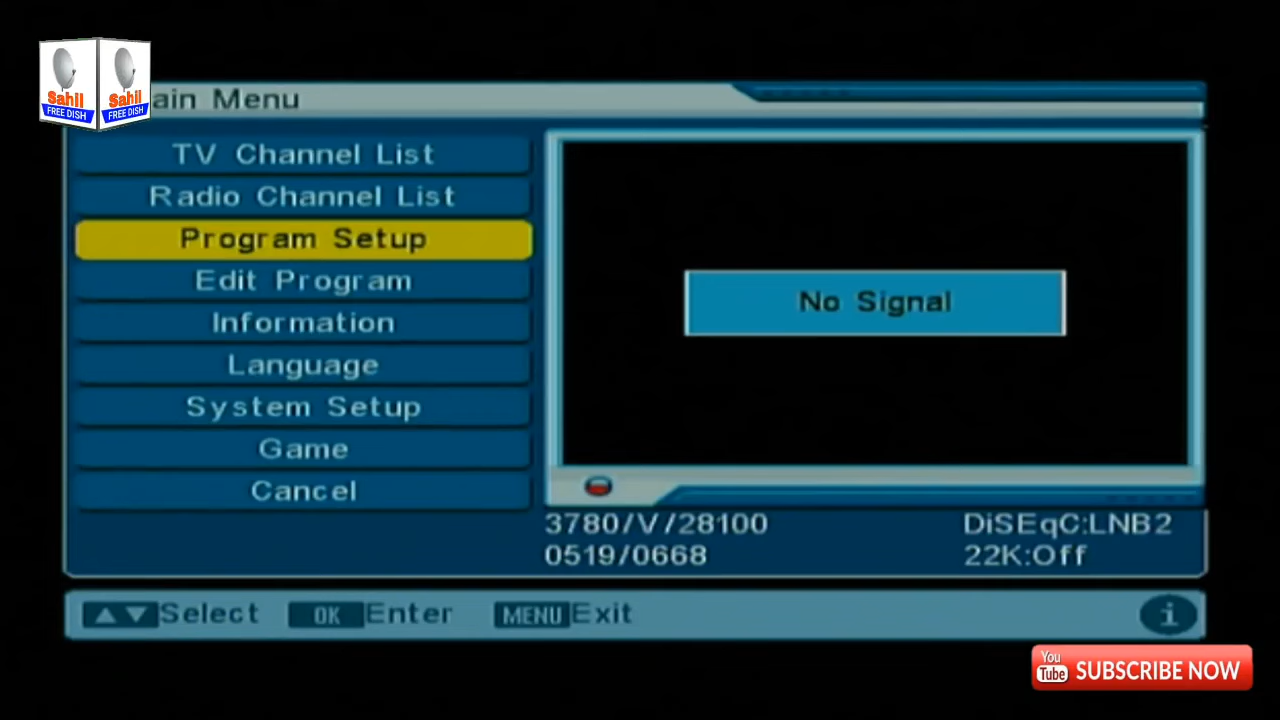 Sahil
FREE DISH
Sahil
FREE DISH
ain Menu
TV Channel List
Radio Channel List
Program Setup
Edit Program
Information
Language
System Setup
Game
Cancel
No Signal
3780/V/28100
DiSEqC:LNB2
0519/0668
22K:Off
Select
OK Enter
MENU Exit
i
You
Tube
SUBSCRIBE NOW